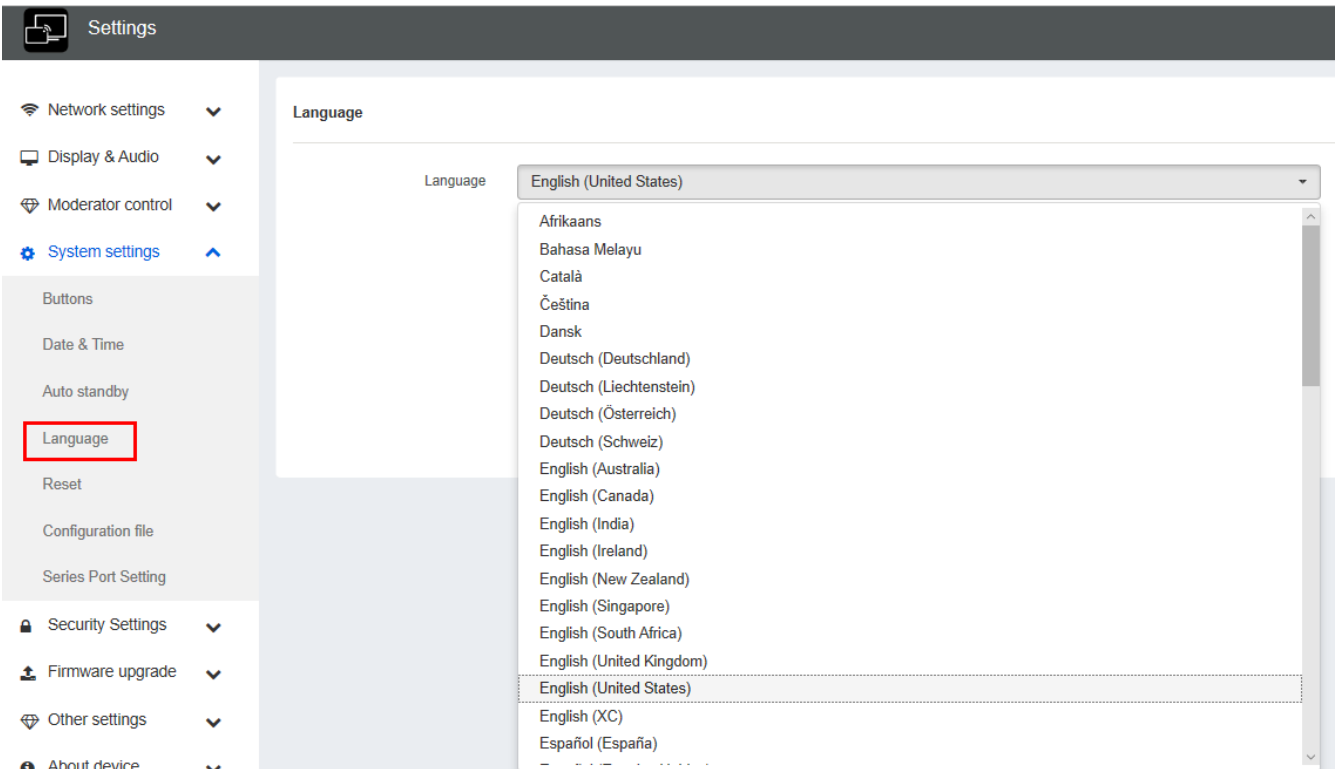 Settings
Network settings
Display & Audio
Moderator control
System settings
Buttons
Date & Time
Auto standby
Language
Reset
Configuration file
Series Port Setting
Security Settings
Firmware upgrade
Other settings
About device
Language
Language
English (United States)
Afrikaans
Bahasa Melayu
Català
Čeština
Dansk
Deutsch (Deutschland)
Deutsch (Liechtenstein)
Deutsch (Österreich)
Deutsch (Schweiz)
English (Australia)
English (Canada)
English (India)
English (Ireland)
English (New Zealand)
English (Singapore)
English (South Africa)
English (United Kingdom)
English (United States)
English (XC)
Español (España)